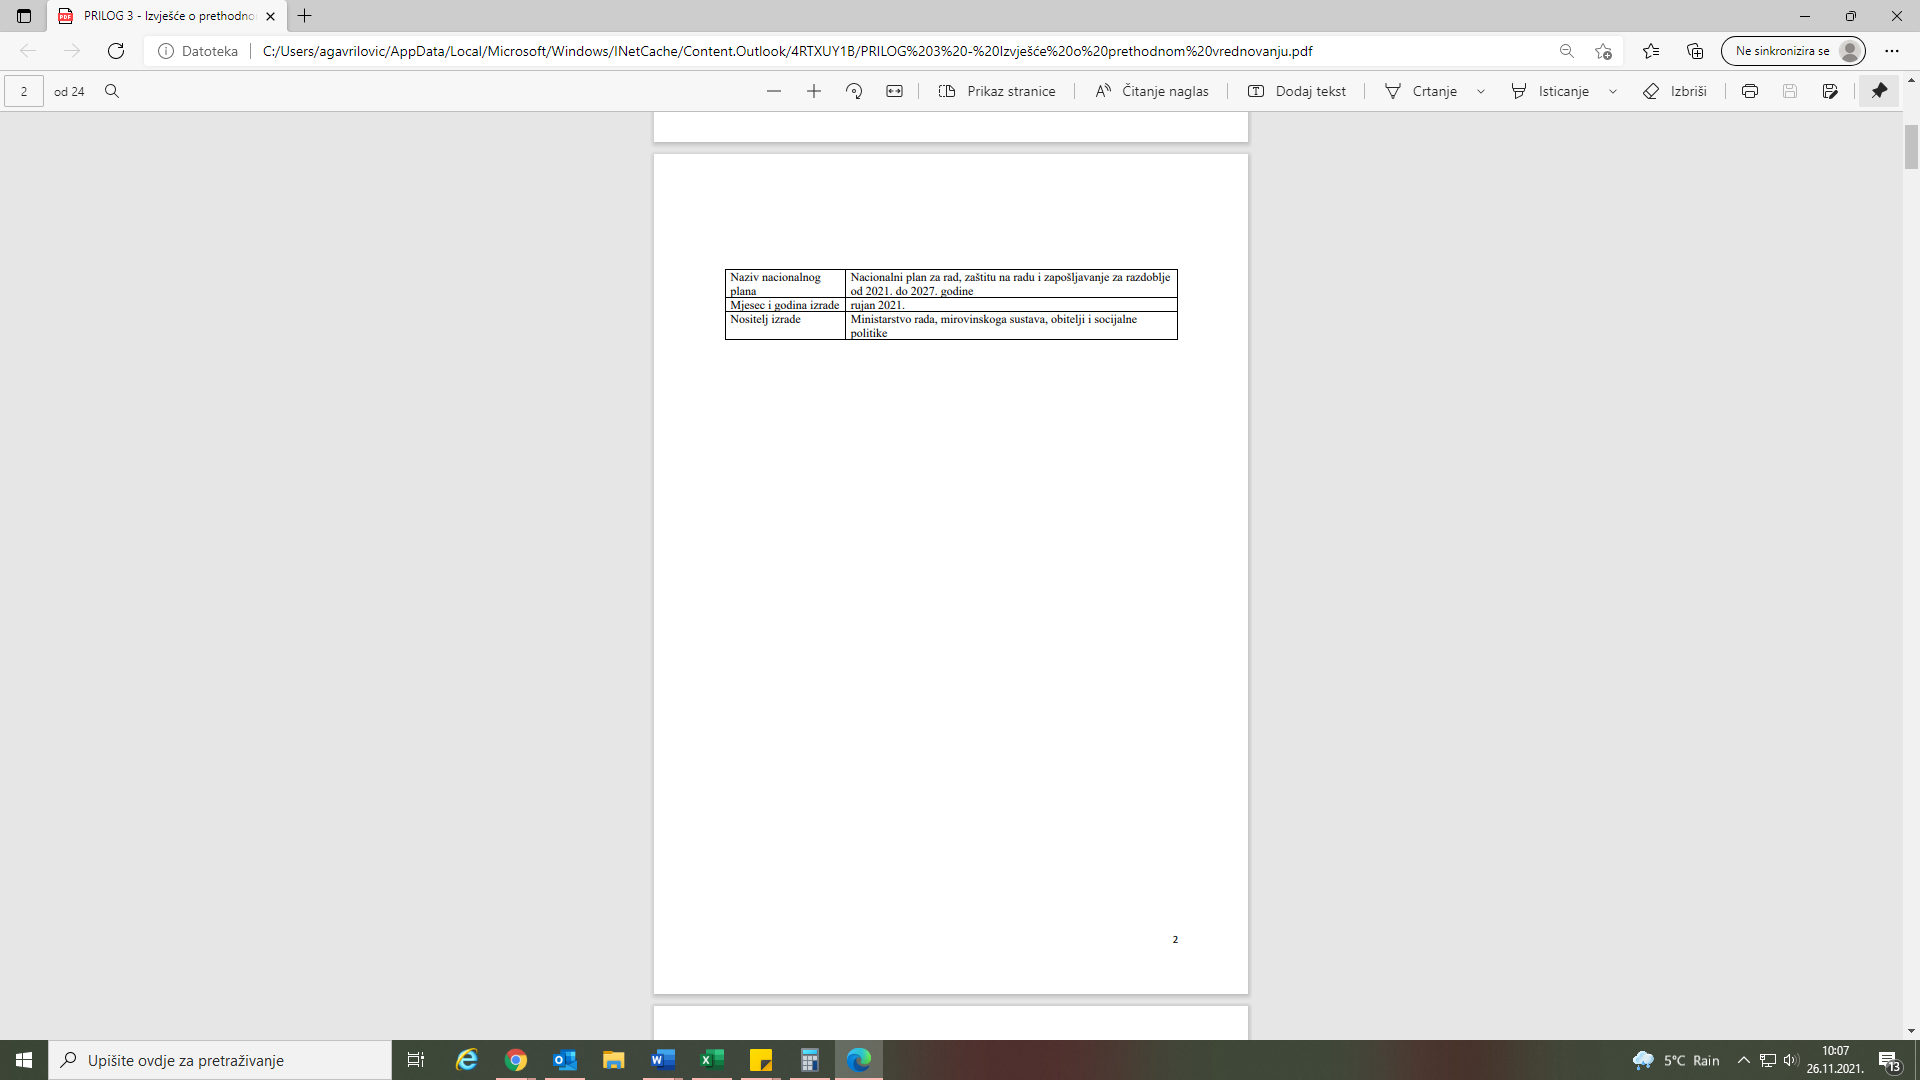 PRILOG 3 - Izvješće o prethodno
Datoteka
C:/Users/agavrilovic/AppData/Local/Microsoft/Windows/INetCache/Content.Outlook/4RTXUY1B/PRILOG%203%20-%20Izvješće%20o%20prethodnom%20vrednovanju.pdf
Ne sinkronizira se
2 od 24
Prikaz stranice
Čitanje naglas
Dodaj tekst
Crtanje
Isticanje
Izbriši
Naziv nacionalnog
plana
Nacionalni plan za rad, zaštitu na radu i zapošljavanje za razdoblje
od 2021. do 2027. godine
Mjesec i godina izrade
rujan 2021.
Nositelj izrade
Ministarstvo rada, mirovinskoga sustava, obitelji i socijalne
politike
2
Upišite ovdje za pretraživanje
5°C Rain
10:07
26.11.2021.
13